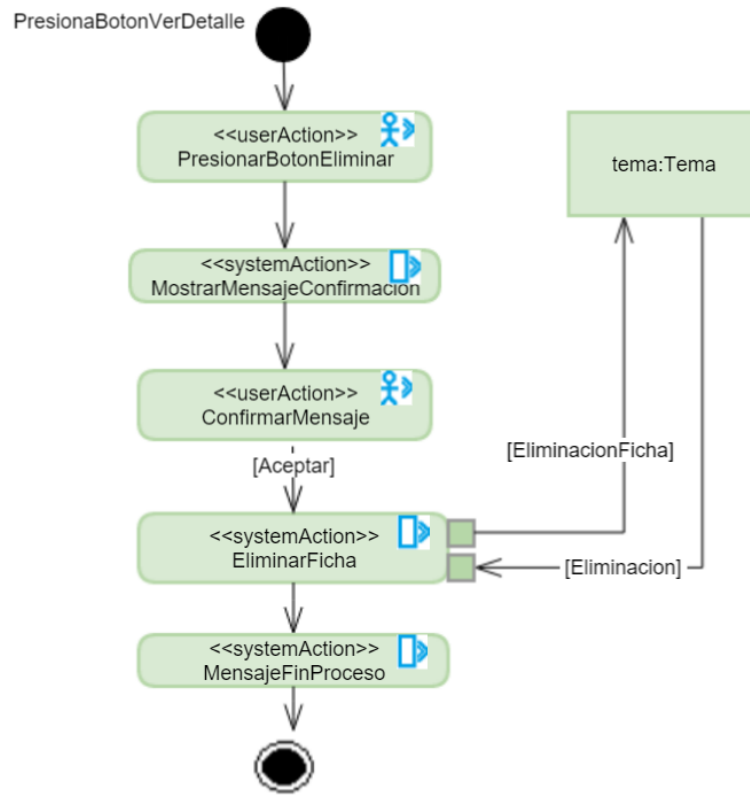 PresionaBotonVerDetalle
<<userAction>>
PresionarBotonEliminar
tema:Tema
<<systemAction>>
MostrarMensajeConfirmacion
<<userAction>>
ConfirmarMensaje
[Aceptar]
[EliminacionFicha]
<<systemAction>>
EliminarFicha
[Eliminacion]
<<systemAction>>
MensajeFinProceso